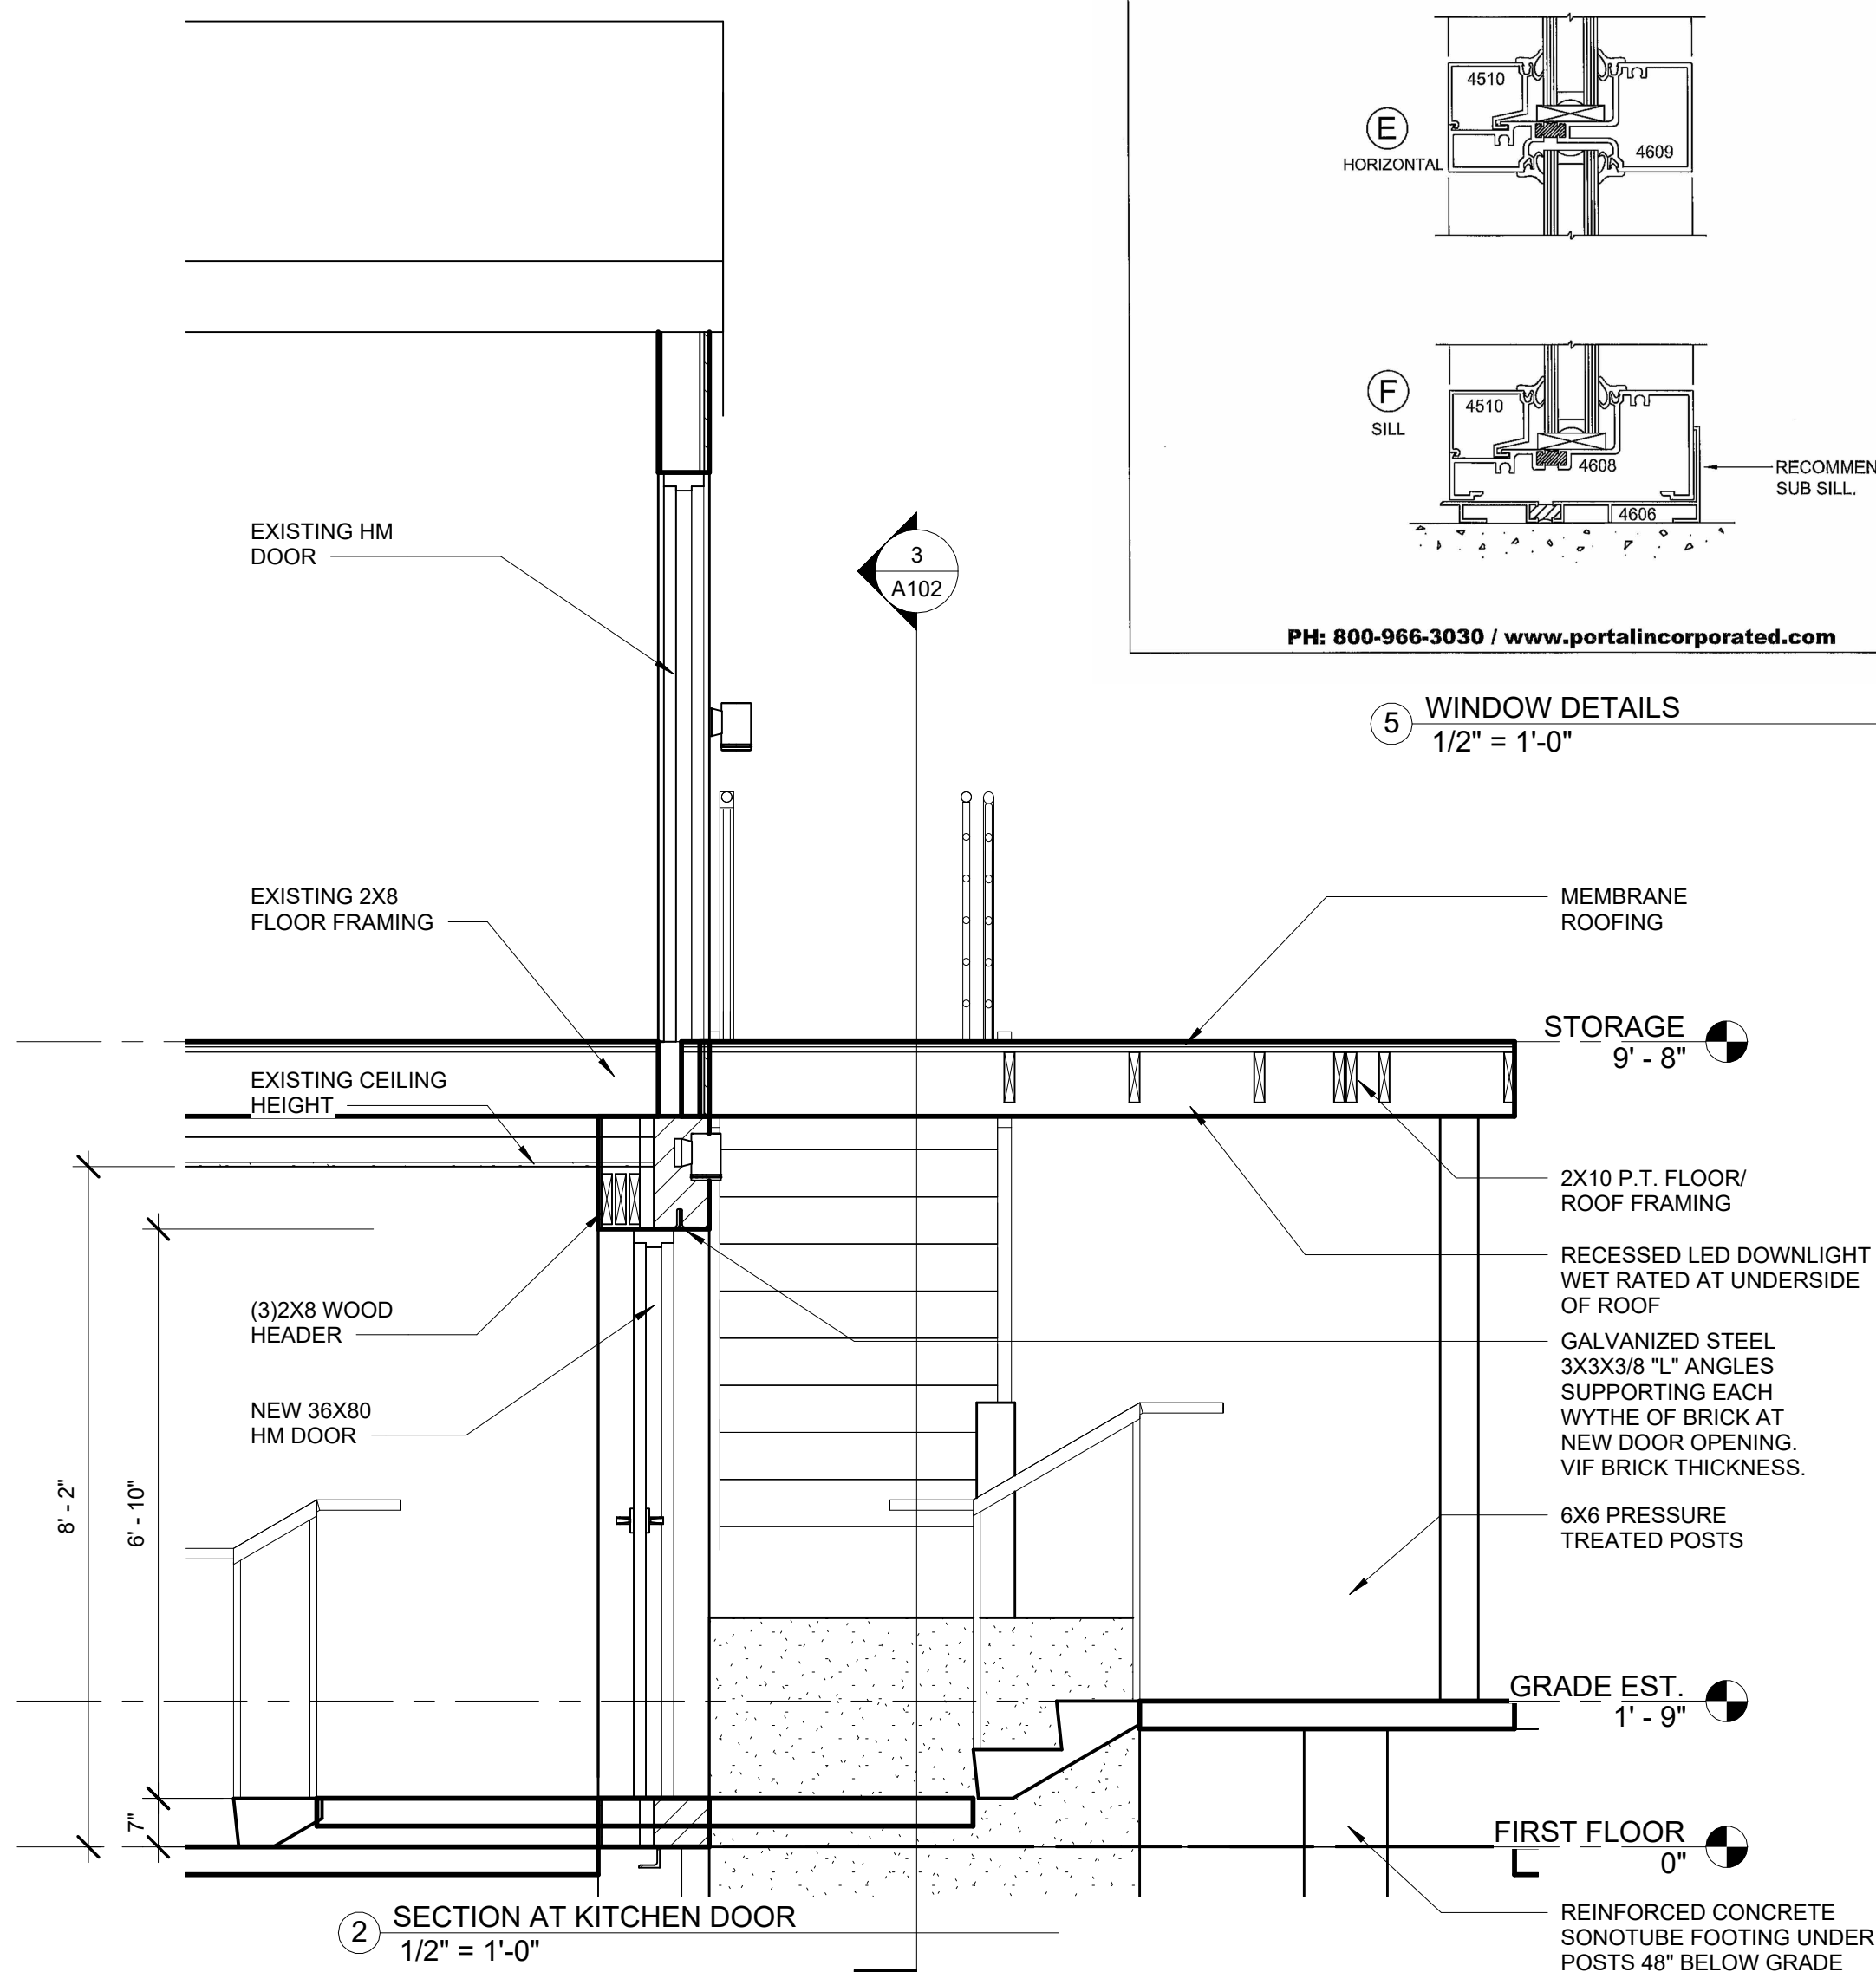 4510
E
HORIZONTAL
4609
F
SILL
4510
4608
4606
RECOMMEN
SUB SILL.
PH: 800-966-3030 / www.portalincorporated.com
5
WINDOW DETAILS
1/2" = 1'-0"
EXISTING HM
DOOR
3
A102
EXISTING 2X8
FLOOR FRAMING
EXISTING CEILING
HEIGHT
(3)2X8 WOOD
HEADER
NEW 36X80
HM DOOR
8' - 2"
6' - 10"
7"
MEMBRANE
ROOFING
STORAGE
9' - 8"
2X10 P.T. FLOOR/
ROOF FRAMING
RECESSED LED DOWNLIGHT
WET RATED AT UNDERSIDE
OF ROOF
GALVANIZED STEEL
3X3X3/8 "L" ANGLES
SUPPORTING EACH
WYTHE OF BRICK AT
NEW DOOR OPENING.
VIF BRICK THICKNESS.
6X6 PRESSURE
TREATED POSTS
GRADE EST.
1' - 9"
FIRST FLOOR
0"
REINFORCED CONCRETE
SONOTUBE FOOTING UNDER
POSTS 48" BELOW GRADE
2
SECTION AT KITCHEN DOOR
1/2" = 1'-0"